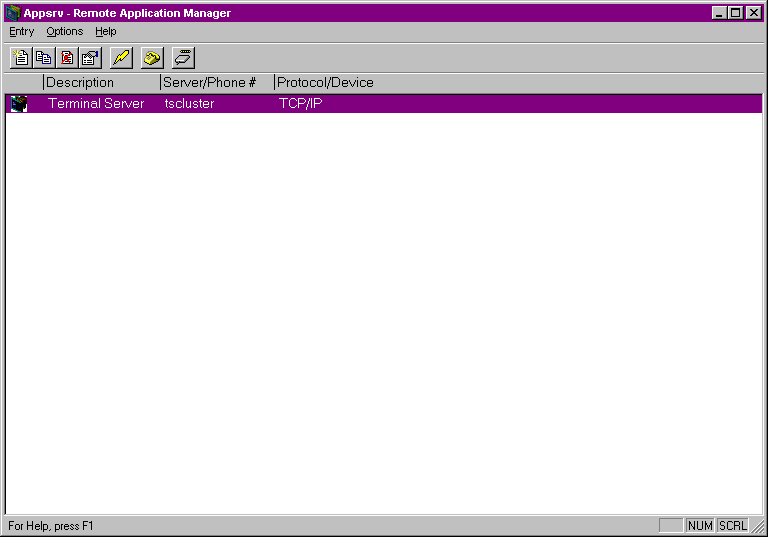 Appsrv - Remote Application Manager
Entry Options Help
Description Server/Phone # Protocol/Device
Terminal Server tscluster TCP/IP
For Help, press F1 NUM SCRL